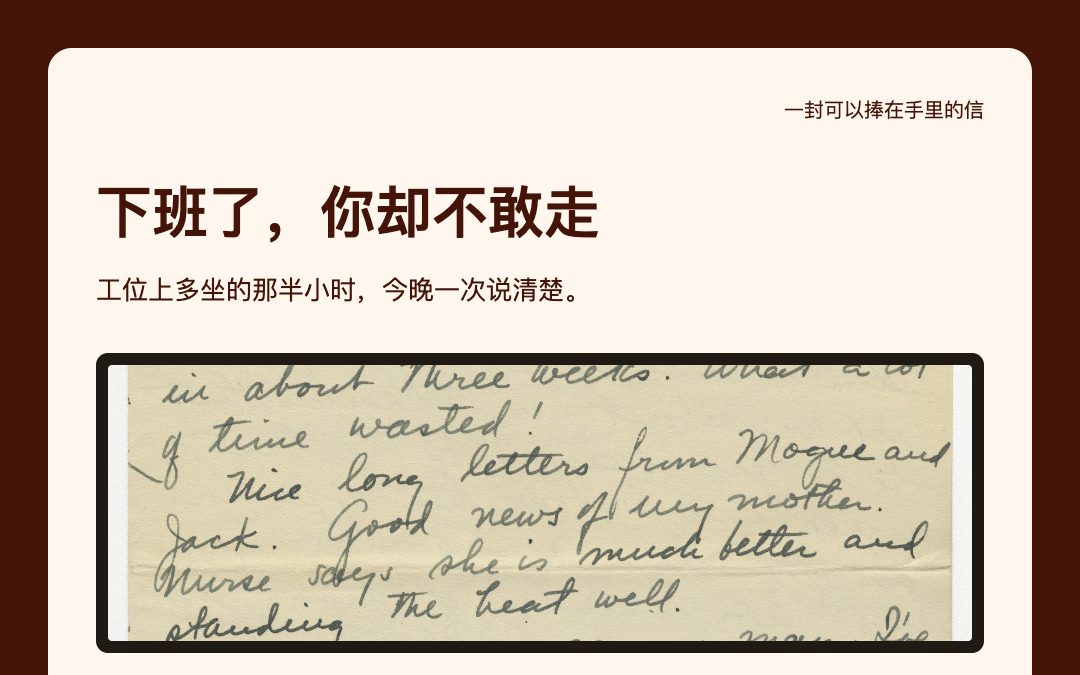 一封可以捧在手里的信
下班了，你却不敢走
工位上多坐的那半小时，今晚一次说清楚。
in about three weeks. What a lot
of time wasted!
Nice long letters from Mogue and
Jack. Good news of my mother.
Nurse says she is much better and
standing the heat well.
man. I've